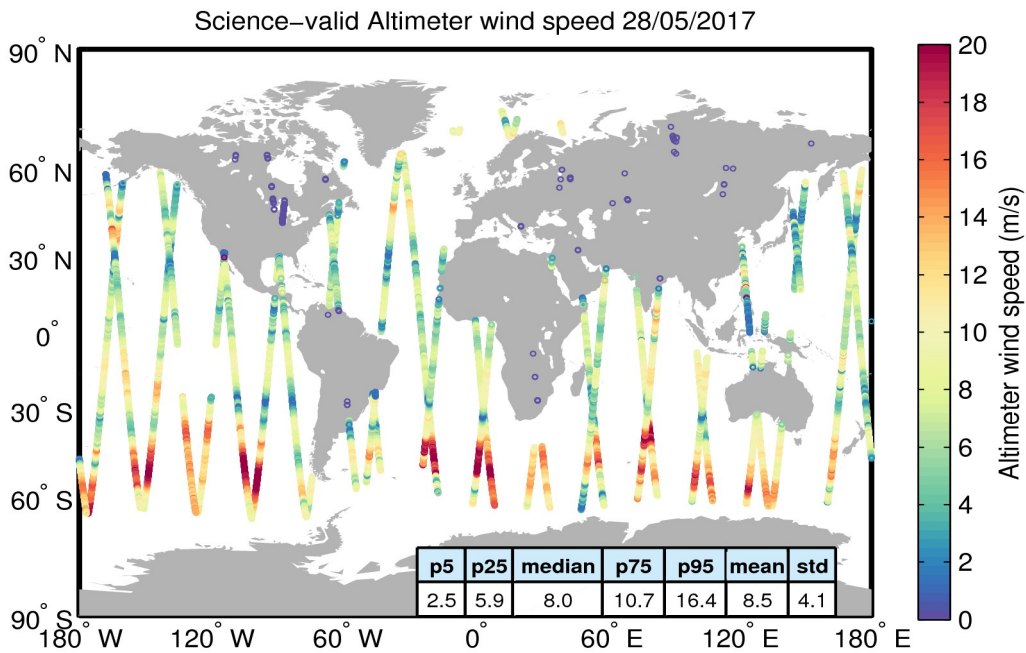 Science−valid Altimeter wind speed 28/05/2017
90° N
60° N
30° N
0°
30° S
60° S
90° S
180° W
120° W
60° W
0°
60° E
120° E
180° E
p5 p25 median p75 p95 mean std
2.5 5.9 8.0 10.7 16.4 8.5 4.1
20
18
16
14
12
10
8
6
4
2
0
Altimeter wind speed (m/s)